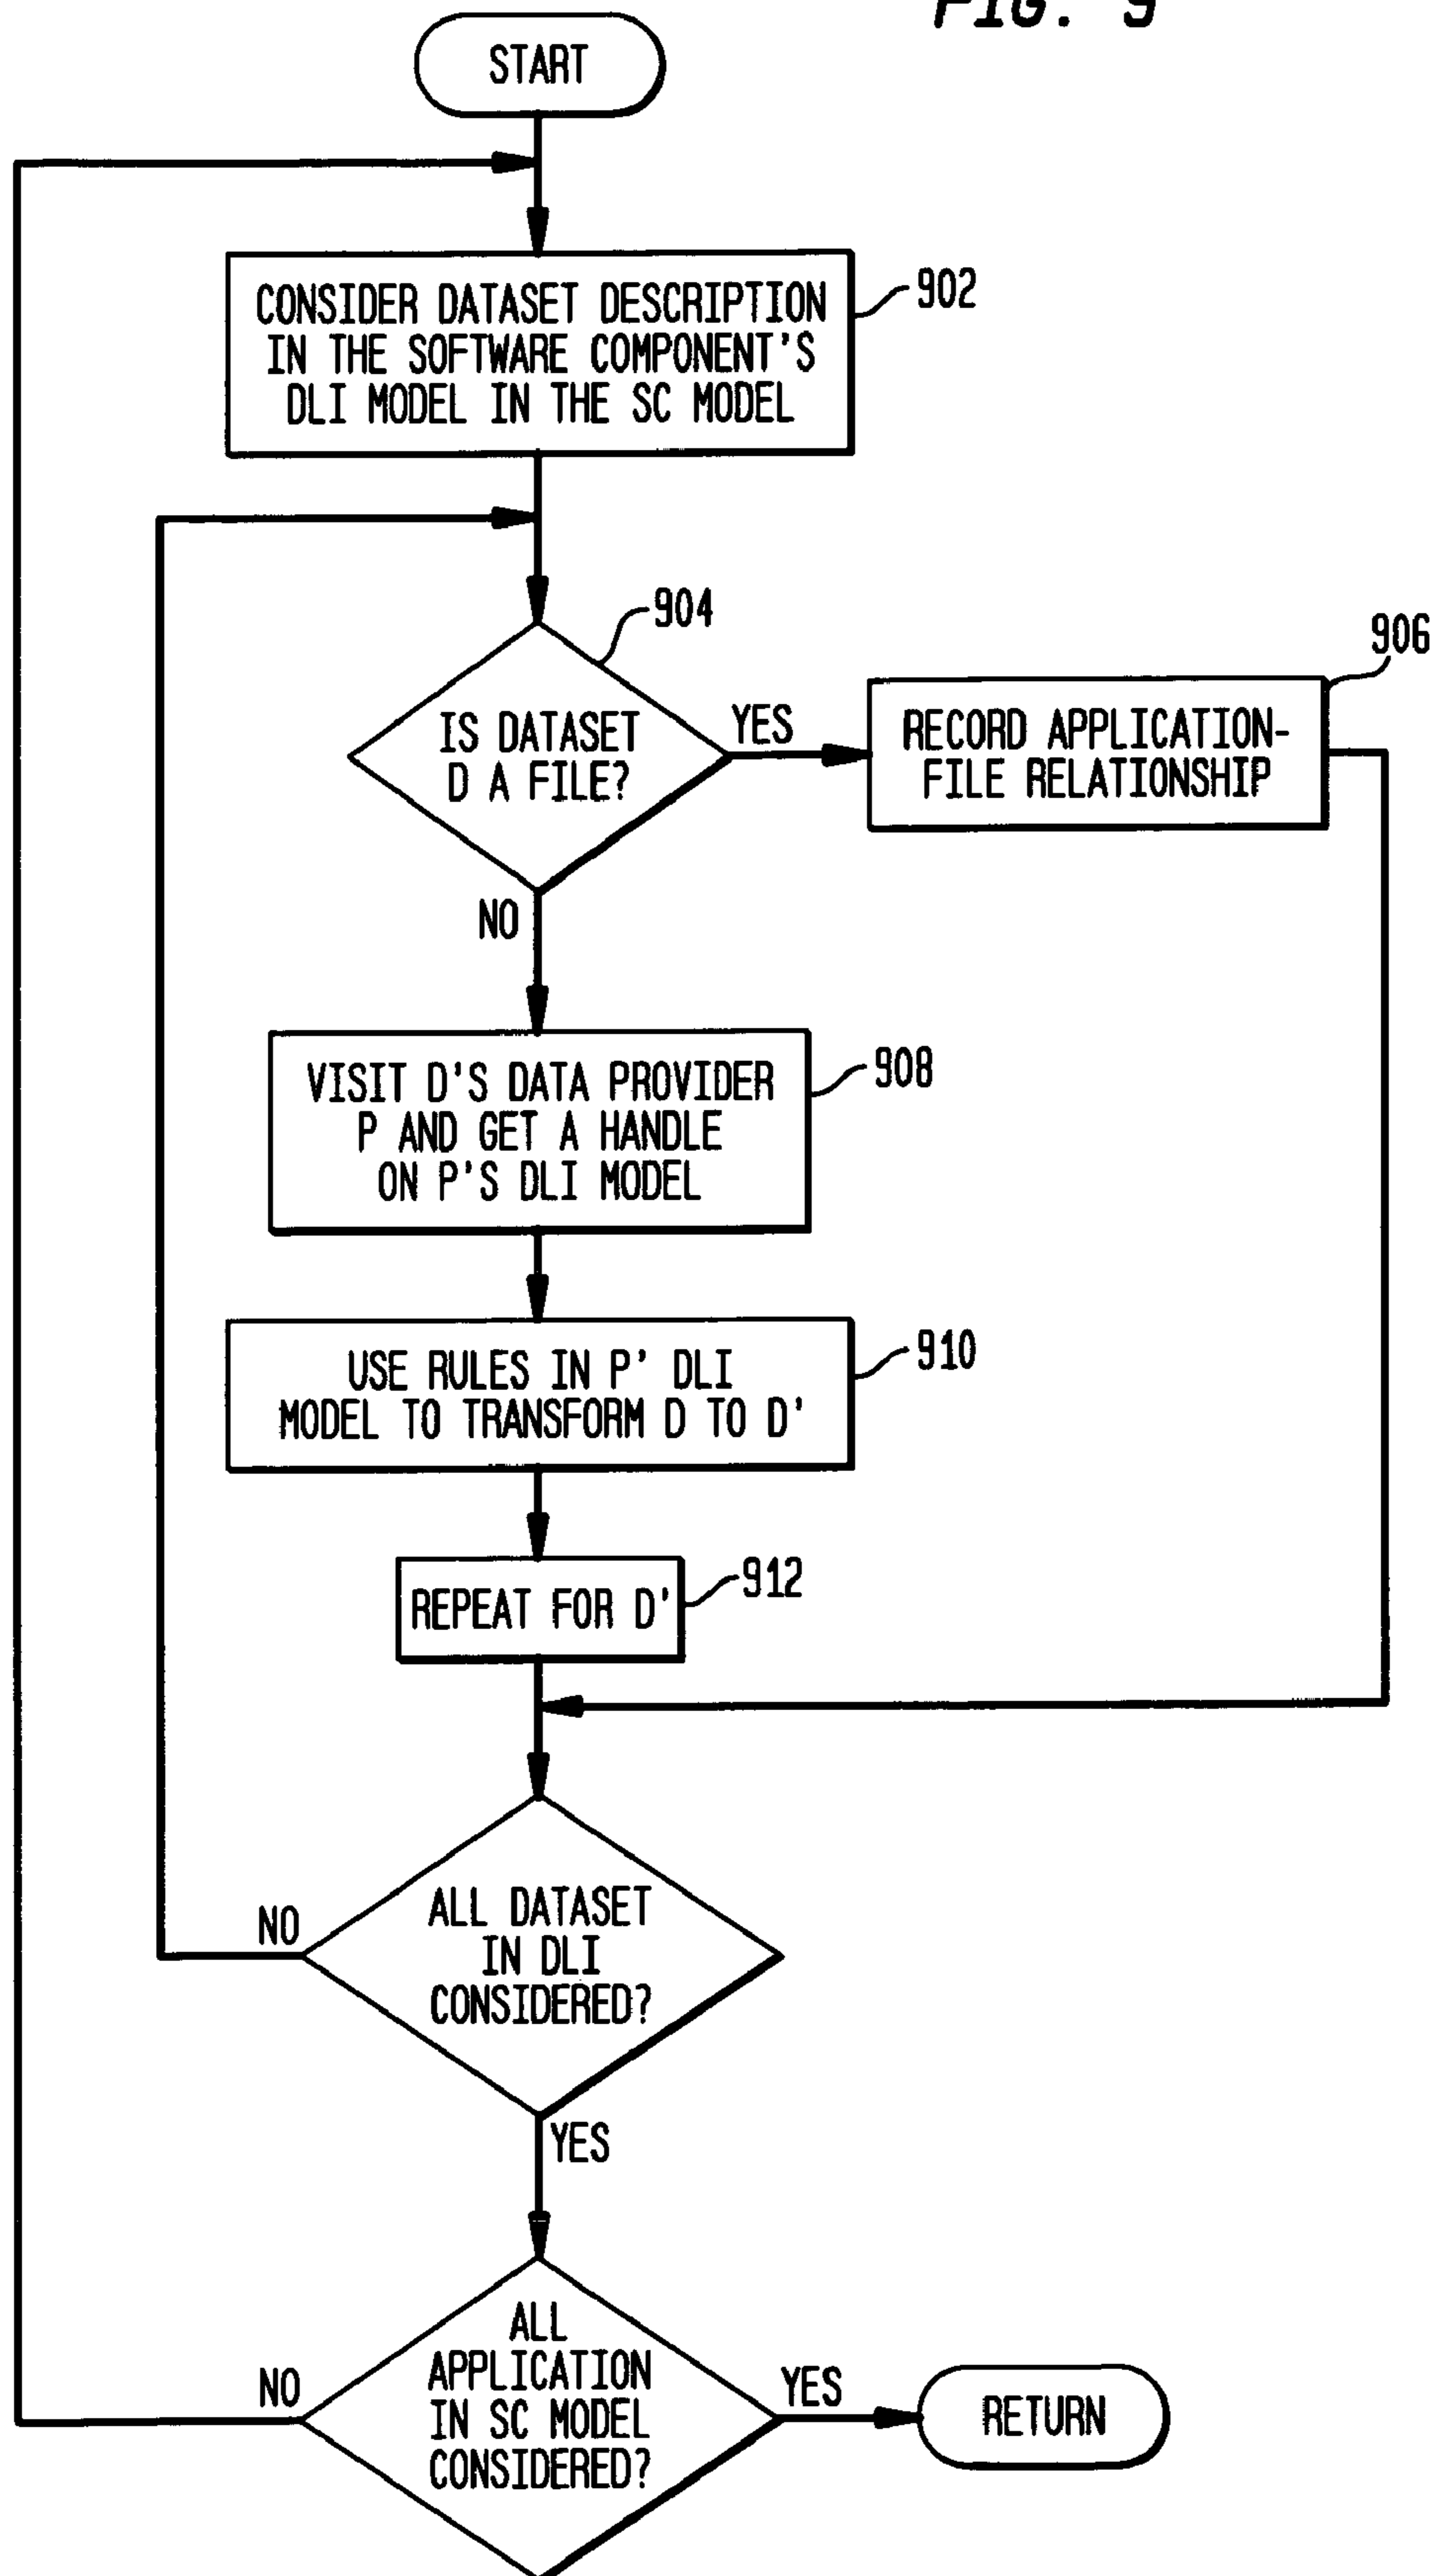 FIG. 9
START
CONSIDER DATASET DESCRIPTION
IN THE SOFTWARE COMPONENT'S
DLI MODEL IN THE SC MODEL
902
904
IS DATASET
D A FILE?
YES
906
RECORD APPLICATION-
FILE RELATIONSHIP
NO
VISIT D'S DATA PROVIDER
P AND GET A HANDLE
ON P'S DLI MODEL
908
USE RULES IN P' DLI
MODEL TO TRANSFORM D TO D'
910
REPEAT FOR D'
912
ALL DATASET
IN DLI
CONSIDERED?
NO
YES
ALL
APPLICATION
IN SC MODEL
CONSIDERED?
NO
YES
RETURN